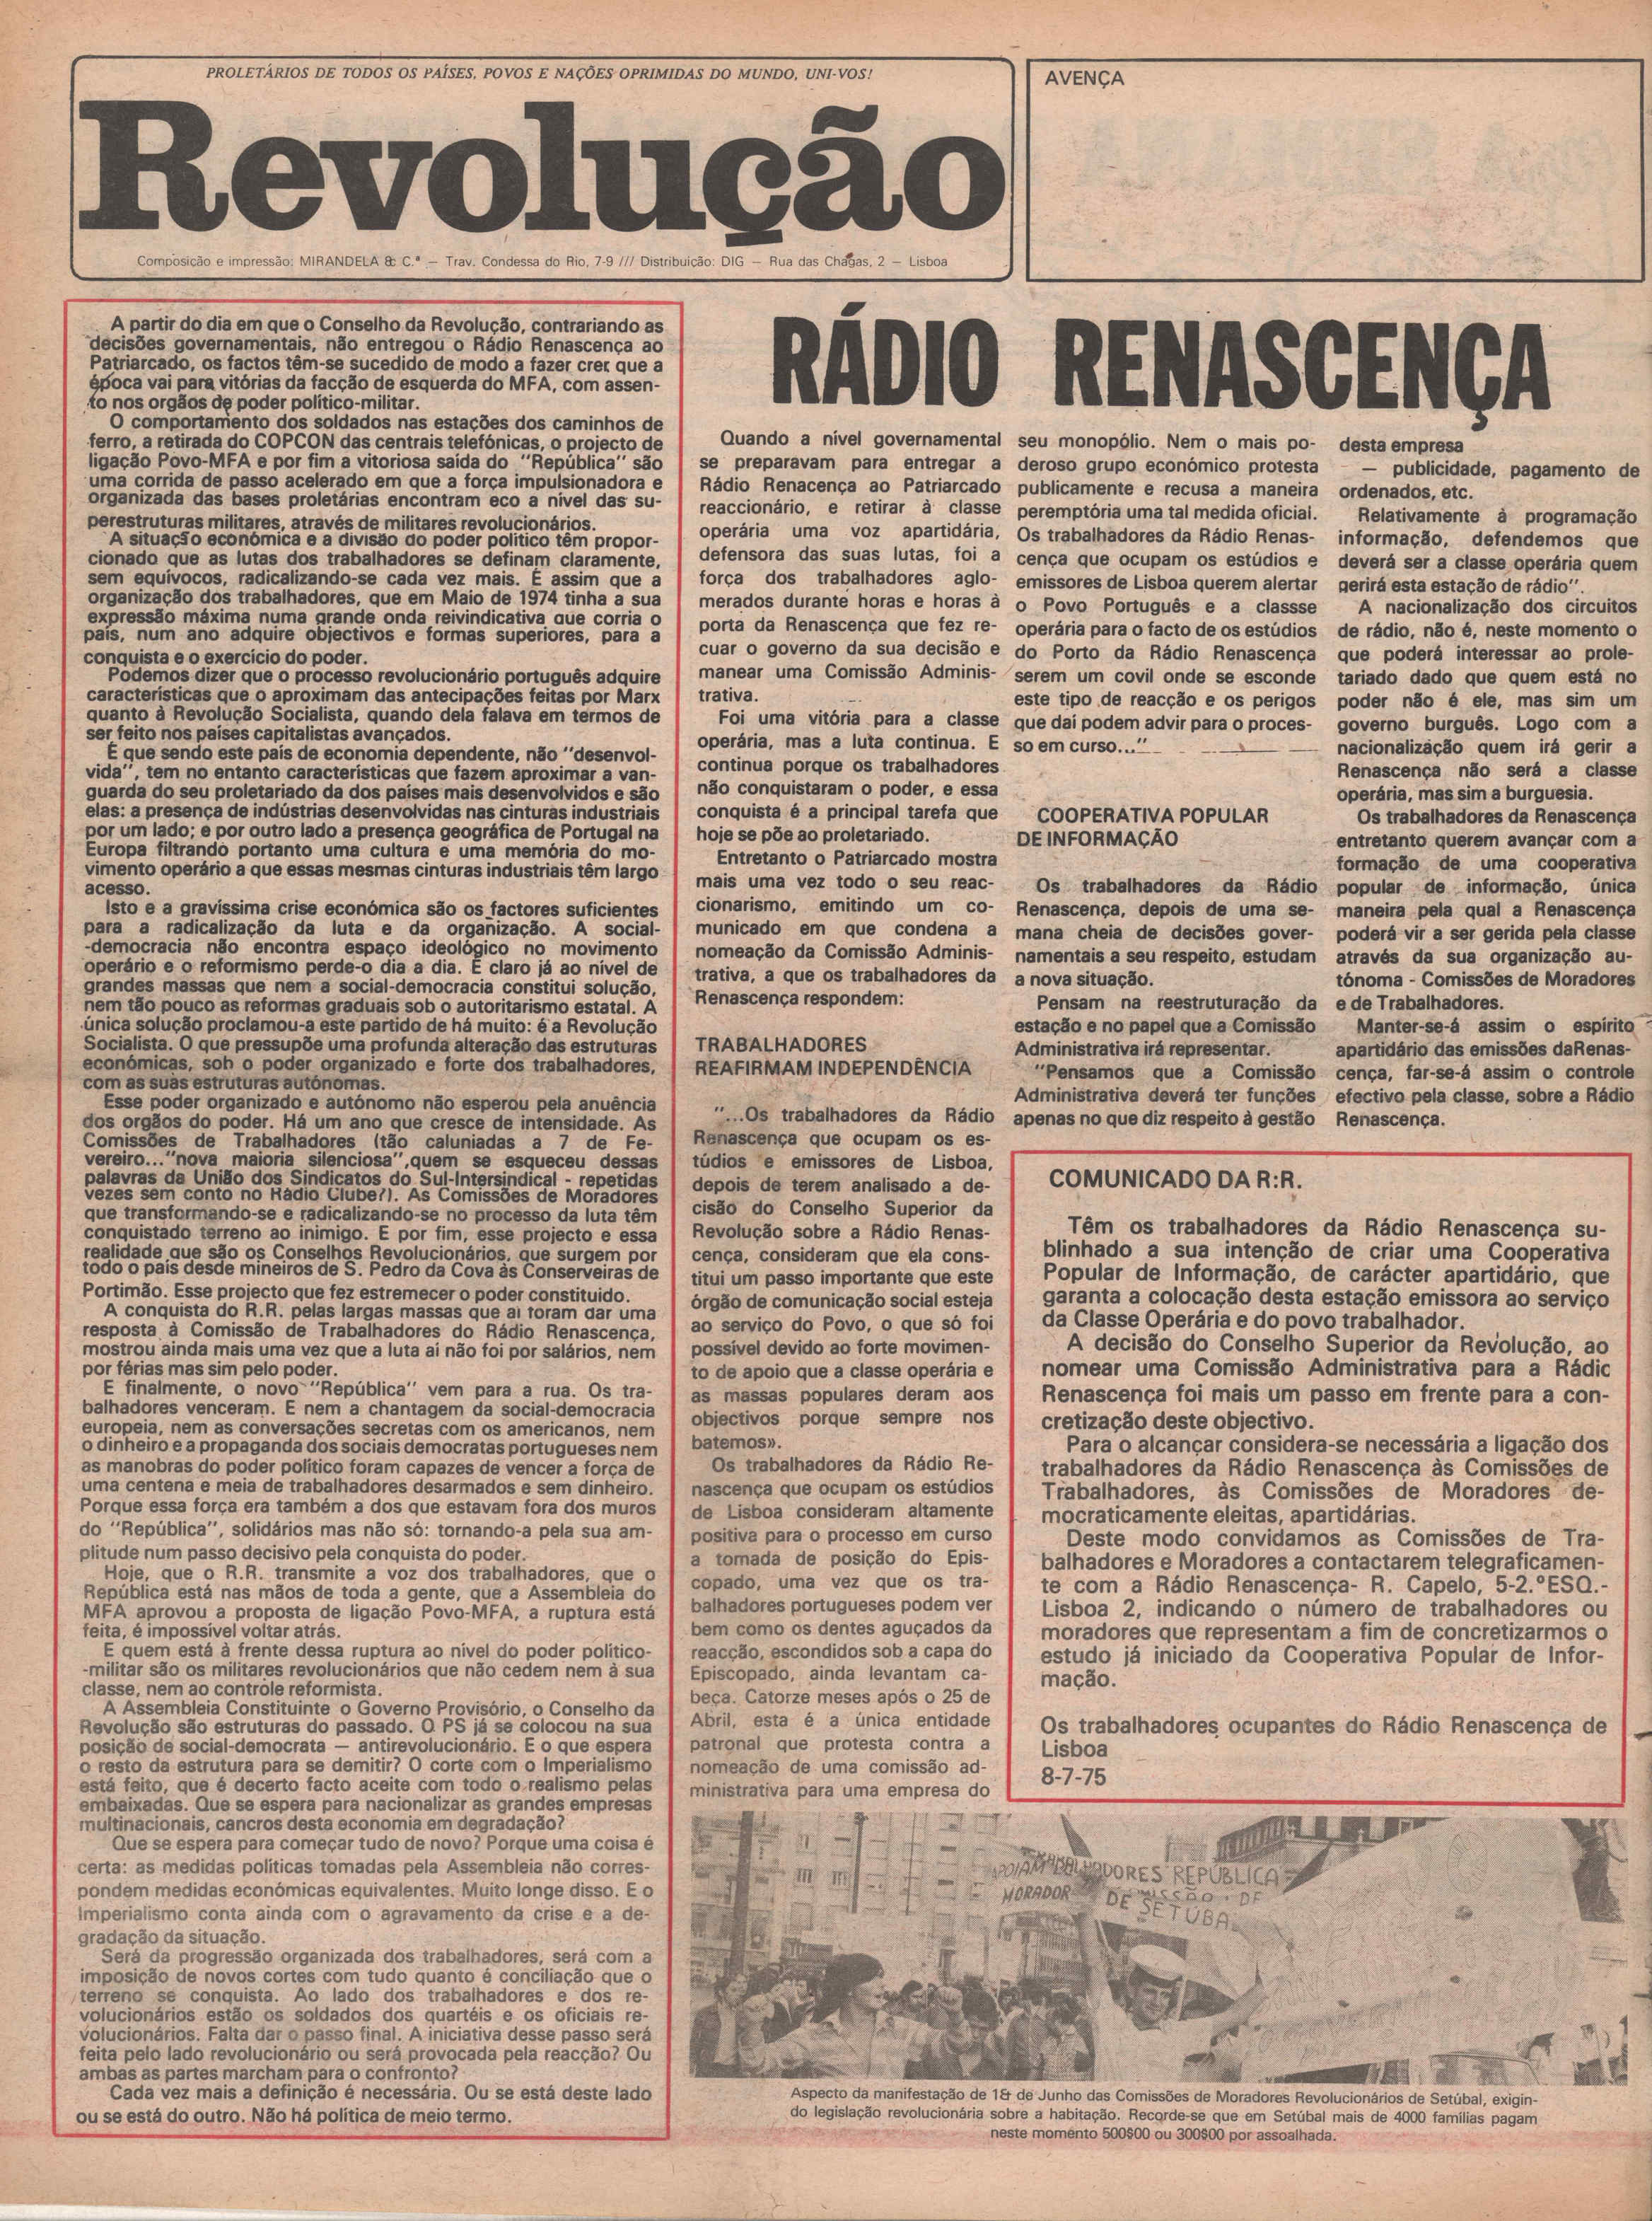 PROLETÁRIOS DE TODOS OS PAÍSES, POVOS E NAÇÕES OPRIMIDAS DO MUNDO, UNI-VOS!
Revolução
Composição e impressão: MIRANDELA & C.ª — Trav. Condessa do Rio, 7-9 /// Distribuição: DIG — Rua das Chagas, 2 — Lisboa
AVENÇA
A partir do dia em que o Conselho da Revolução, contrariando as
decisões governamentais, não entregou o Rádio Renascença ao
Patriarcado, os factos têm-se sucedido de modo a fazer crer que a
época vai para vitórias da facção de esquerda do MFA, com assen-
to nos orgãos de poder político-militar.
O comportamento dos soldados nas estações dos caminhos de
ferro, a retirada do COPCON das centrais telefónicas, o projecto de
ligação Povo-MFA e por fim a vitoriosa saída do "República" são
uma corrida de passo acelerado em que a força impulsionadora e
organizada das bases proletárias encontram eco a nível das su-
perestruturas militares, através de militares revolucionários.
A situação económica e a divisão do poder politico têm propor-
cionado que as lutas dos trabalhadores se definam claramente,
sem equívocos, radicalizando-se cada vez mais. É assim que a
organização dos trabalhadores, que em Maio de 1974 tinha a sua
expressão máxima numa grande onda reivindicativa que corria o
país, num ano adquire objectivos e formas superiores, para a
conquista e o exercício do poder.
Podemos dizer que o processo revolucionário português adquire
características que o aproximam das antecipações feitas por Marx
quanto à Revolução Socialista, quando dela falava em termos de
ser feito nos países capitalistas avançados.
É que sendo este país de economia dependente, não "desenvol-
vida", tem no entanto características que fazem aproximar a van-
guarda do seu proletariado da dos países mais desenvolvidos e são
elas: a presença de indústrias desenvolvidas nas cinturas industriais
por um lado; e por outro lado a presença geográfica de Portugal na
Europa filtrando portanto uma cultura e uma memória do mo-
vimento operário a que essas mesmas cinturas industriais têm largo
acesso.
Isto e a gravíssima crise económica são os factores suficientes
para a radicalização da luta e da organização. A social-
-democracia não encontra espaço ideológico no movimento
operário e o reformismo perde-o dia a dia. É claro já ao nível de
grandes massas que nem a social-democracia constitui solução,
nem tão pouco as reformas graduais sob o autoritarismo estatal. A
única solução proclamou-a este partido de há muito: é a Revolução
Socialista. O que pressupõe uma profunda alteração das estruturas
económicas, sob o poder organizado e forte dos trabalhadores,
com as suas estruturas autónomas.
Esse poder organizado e autónomo não esperou pela anuência
dos orgãos do poder. Há um ano que cresce de intensidade. As
Comissões de Trabalhadores (tão caluniadas a 7 de Fe-
vereiro..."nova maioria silenciosa",quem se esqueceu dessas
palavras da União dos Sindicatos do Sul-Intersindical - repetidas
vezes sem conto no Rádio Clube?). As Comissões de Moradores
que transformando-se e radicalizando-se no processo da luta têm
conquistado terreno ao inimigo. E por fim, esse projecto e essa
realidade que são os Conselhos Revolucionários, que surgem por
todo o país desde mineiros de S. Pedro da Cova às Conserveiras de
Portimão. Esse projecto que fez estremecer o poder constituído.
A conquista do R.R. pelas largas massas que aí foram dar uma
resposta à Comissão de Trabalhadores do Rádio Renascença,
mostrou ainda mais uma vez que a luta aí não foi por salários, nem
por férias mas sim pelo poder.
E finalmente, o novo "República" vem para a rua. Os tra-
balhadores venceram. E nem a chantagem da social-democracia
europeia, nem as conversações secretas com os americanos, nem
o dinheiro e a propaganda dos sociais democratas portugueses nem
as manobras do poder político foram capazes de vencer a força de
uma centena e meia de trabalhadores desarmados e sem dinheiro.
Porque essa força era também a dos que estavam fora dos muros
do "República", solidários mas não só: tornando-a pela sua am-
plitude num passo decisivo pela conquista do poder.
Hoje, que o R.R. transmite a voz dos trabalhadores, que o
República está nas mãos de toda a gente, que a Assembleia do
MFA aprovou a proposta de ligação Povo-MFA, a ruptura está
feita, é impossível voltar atrás.
E quem está à frente dessa ruptura ao nível do poder político-
-militar são os militares revolucionários que não cedem nem à sua
classe, nem ao contrôle reformista.
A Assembleia Constituinte o Governo Provisório, o Conselho da
Revolução são estruturas do passado. O PS já se colocou na sua
posição de social-democrata — antirevolucionário. E o que espera
o resto da estrutura para se demitir? O corte com o Imperialismo
está feito, que é decerto facto aceite com todo o realismo pelas
embaixadas. Que se espera para nacionalizar as grandes empresas
multinacionais, cancros desta economia em degradação?
Que se espera para começar tudo de novo? Porque uma coisa é
certa: as medidas políticas tomadas pela Assembleia não corres-
pondem medidas económicas equivalentes. Muito longe disso. E o
Imperialismo conta ainda com o agravamento da crise e a de-
gradação da situação.
Será da progressão organizada dos trabalhadores, será com a
imposição de novos cortes com tudo quanto é conciliação que o
terreno se conquista. Ao lado dos trabalhadores e dos re-
volucionários estão os soldados dos quartéis e os oficiais re-
volucionários. Falta dar o passo final. A iniciativa desse passo será
feita pelo lado revolucionário ou será provocada pela reacção? Ou
ambas as partes marcham para o confronto?
Cada vez mais a definição é necessária. Ou se está deste lado
ou se está do outro. Não há política de meio termo.
RÁDIO RENASCENÇA
Quando a nível governamental
se preparavam para entregar a
Rádio Renacença ao Patriarcado
reaccionário, e retirar à classe
operária uma voz apartidária,
defensora das suas lutas, foi a
força dos trabalhadores aglo-
merados durante horas e horas à
porta da Renascença que fez re-
cuar o governo da sua decisão e
manear uma Comissão Adminis-
trativa.
Foi uma vitória para a classe
operária, mas a luta continua. E
continua porque os trabalhadores
não conquistaram o poder, e essa
conquista é a principal tarefa que
hoje se põe ao proletariado.
Entretanto o Patriarcado mostra
mais uma vez todo o seu reac-
cionarismo, emitindo um co-
municado em que condena a
nomeação da Comissão Adminis-
trativa, a que os trabalhadores da
Renascença respondem:
TRABALHADORES
REAFIRMAM INDEPENDÊNCIA
"...Os trabalhadores da Rádio
Renascença que ocupam os es-
túdios e emissores de Lisboa,
depois de terem analisado a de-
cisão do Conselho Superior da
Revolução sobre a Rádio Renas-
cença, consideram que ela cons-
titui um passo importante que este
órgão de comunicação social esteja
ao serviço do Povo, o que só foi
possível devido ao forte movimen-
to de apoio que a classe operária e
as massas populares deram aos
objectivos porque sempre nos
batemos».
Os trabalhadores da Rádio Re-
nascença que ocupam os estúdios
de Lisboa consideram altamente
positiva para o processo em curso
a tomada de posição do Epis-
copado, uma vez que os tra-
balhadores portugueses podem ver
bem como os dentes aguçados da
reacção, escondidos sob a capa do
Episcopado, ainda levantam ca-
beça. Catorze meses após o 25 de
Abril, esta é a única entidade
patronal que protesta contra a
nomeação de uma comissão ad-
ministrativa para uma empresa do
seu monopólio. Nem o mais po-
deroso grupo económico protesta
publicamente e recusa a maneira
peremptória uma tal medida oficial.
Os trabalhadores da Rádio Renas-
cença que ocupam os estúdios e
emissores de Lisboa querem alertar
o Povo Português e a classse
operária para o facto de os estúdios
do Porto da Rádio Renascença
serem um covil onde se esconde
este tipo de reacção e os perigos
que daí podem advir para o proces-
so em curso..."
COOPERATIVA POPULAR
DE INFORMAÇÃO
Os trabalhadores da Rádio
Renascença, depois de uma se-
mana cheia de decisões gover-
namentais a seu respeito, estudam
a nova situação.
Pensam na reestruturação da
estação e no papel que a Comissão
Administrativa irá representar.
"Pensamos que a Comissão
Administrativa deverá ter funções
apenas no que diz respeito à gestão
desta empresa
— publicidade, pagamento de
ordenados, etc.
Relativamente à programação
informação, defendemos que
deverá ser a classe operária quem
gerirá esta estação de rádio".
A nacionalização dos circuitos
de rádio, não é, neste momento o
que poderá interessar ao prole-
tariado dado que quem está no
poder não é ele, mas sim um
governo burguês. Logo com a
nacionalização quem irá gerir a
Renascença não será a classe
operária, mas sim a burguesia.
Os trabalhadores da Renascença
entretanto querem avançar com a
formação de uma cooperativa
popular de informação, única
maneira pela qual a Renascença
poderá vir a ser gerida pela classe
através da sua organização au-
tónoma - Comissões de Moradores
e de Trabalhadores.
Manter-se-á assim o espírito
apartidário das emissões daRenas-
cença, far-se-á assim o controle
efectivo pela classe, sobre a Rádio
Renascença.
COMUNICADO DA R:R.
Têm os trabalhadores da Rádio Renascença su-
blinhado a sua intenção de criar uma Cooperativa
Popular de Informação, de carácter apartidário, que
garanta a colocação desta estação emissora ao serviço
da Classe Operária e do povo trabalhador.
A decisão do Conselho Superior da Revolução, ao
nomear uma Comissão Administrativa para a Rádio
Renascença foi mais um passo em frente para a con-
cretização deste objectivo.
Para o alcançar considera-se necessária a ligação dos
trabalhadores da Rádio Renascença às Comissões de
Trabalhadores, às Comissões de Moradores de-
mocraticamente eleitas, apartidárias.
Deste modo convidamos as Comissões de Tra-
balhadores e Moradores a contactarem telegraficamen-
te com a Rádio Renascença- R. Capelo, 5-2.ºESQ.-
Lisboa 2, indicando o número de trabalhadores ou
moradores que representam a fim de concretizarmos o
estudo já iniciado da Cooperativa Popular de Infor-
mação.
Os trabalhadores ocupantes do Rádio Renascença de
Lisboa
8-7-75
APOIAM TRABALHADORES REPÚBLICA
MORADOR
DE SETÚBA
Aspecto da manifestação de 18 de Junho das Comissões de Moradores Revolucionários de Setúbal, exigin-
do legislação revolucionária sobre a habitação. Recorde-se que em Setúbal mais de 4000 famílias pagam
neste momento 500$00 ou 300$00 por assoalhada.